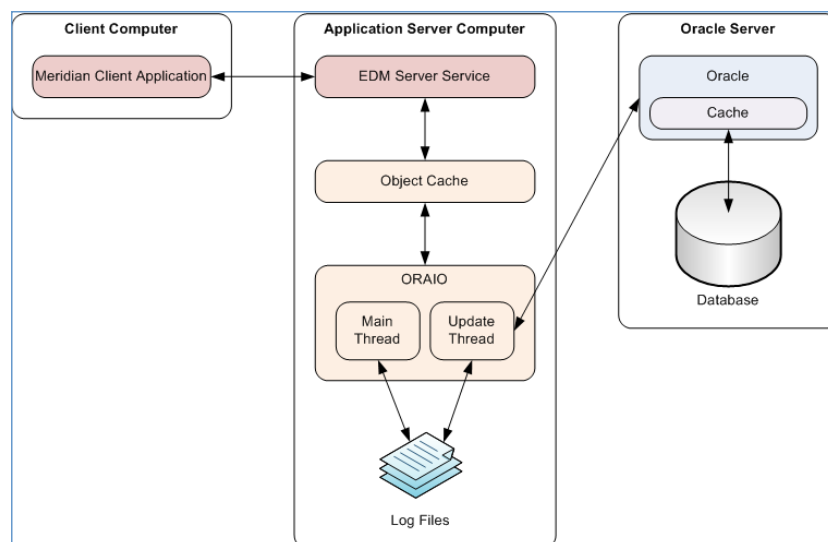 Client Computer
Meridian Client Application
Application Server Computer
EDM Server Service
Object Cache
ORAIO
Main
Thread
Update
Thread
Log Files
Oracle Server
Oracle
Cache
Database